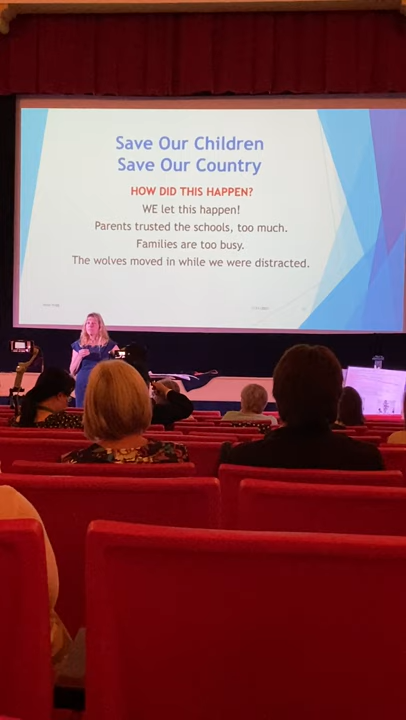 Save Our Children
Save Our Country
HOW DID THIS HAPPEN?
WE let this happen!
Parents trusted the schools, too much.
Families are too busy.
The wolves moved in while we were distracted.